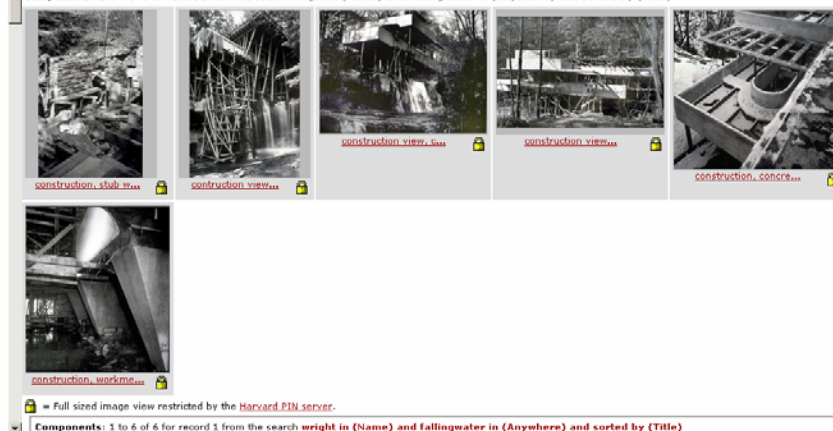 construction, stub w...
contruction view...
construction view, c...
construction view...
construction, concre...
construction, workme...
= Full sized image view restricted by the Harvard PIN server.
Components: 1 to 6 of 6 for record 1 from the search wright in (Name) and fallingwater in (Anywhere) and sorted by (Title)